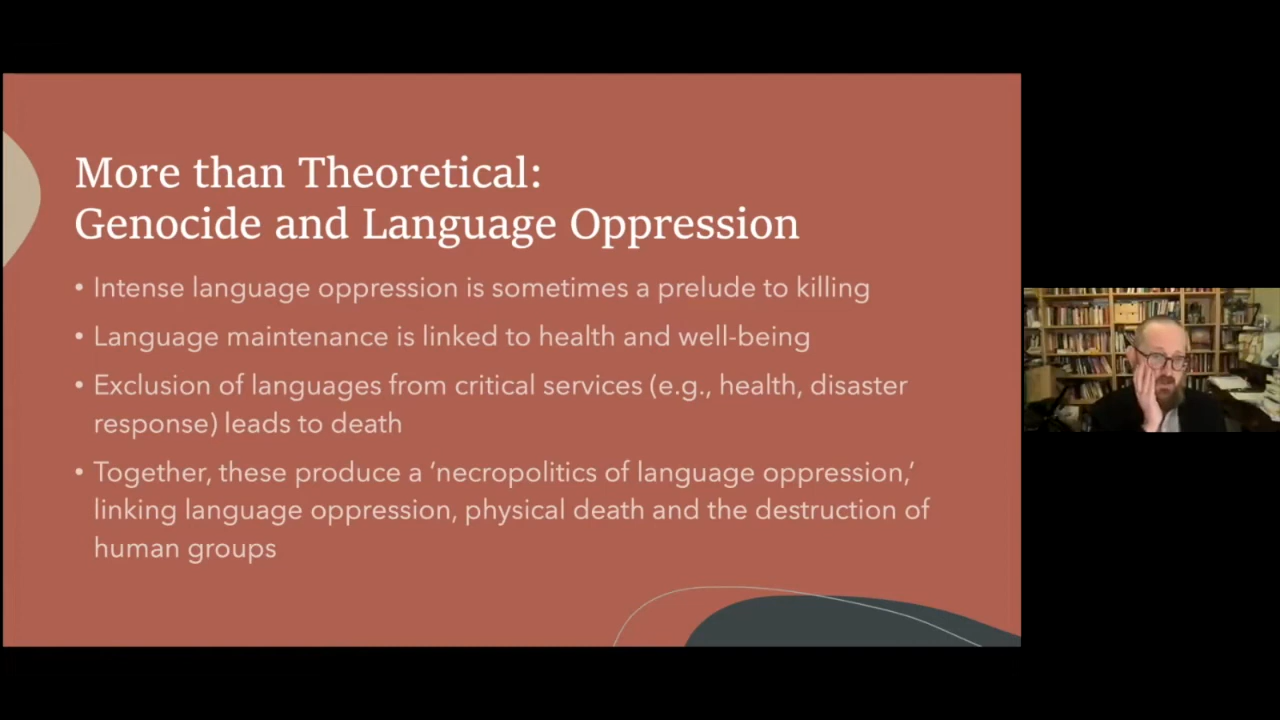 More than Theoretical:
Genocide and Language Oppression
• Intense language oppression is sometimes a prelude to killing
• Language maintenance is linked to health and well-being
• Exclusion of languages from critical services (e.g., health, disaster
response) leads to death
• Together, these produce a ‘necropolitics of language oppression,’
linking language oppression, physical death and the destruction of
human groups